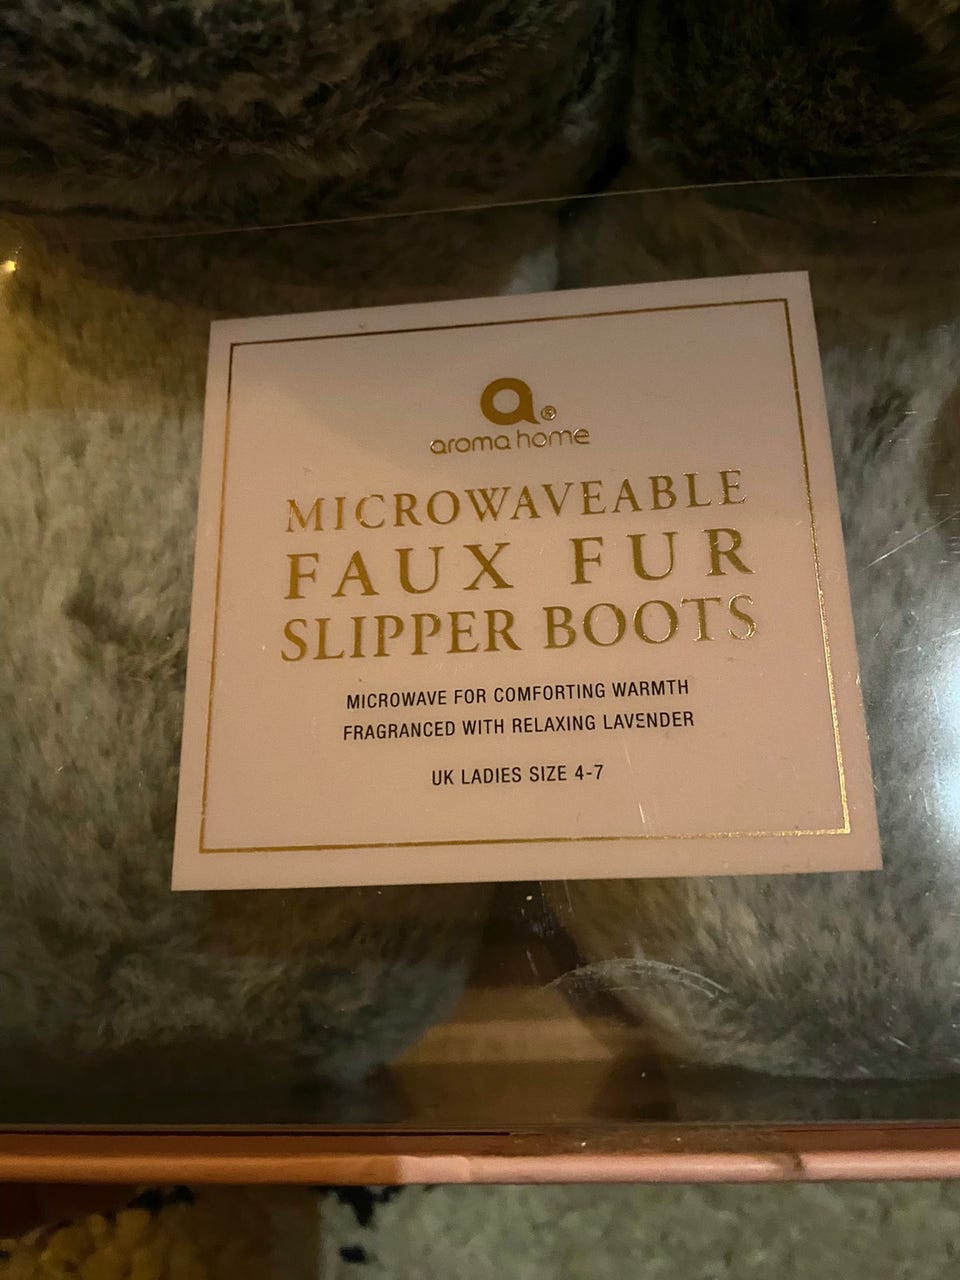 a®
aroma home
MICROWAVEABLE
FAUX FUR
SLIPPER BOOTS
MICROWAVE FOR COMFORTING WARMTH
FRAGRANCED WITH RELAXING LAVENDER
UK LADIES SIZE 4-7